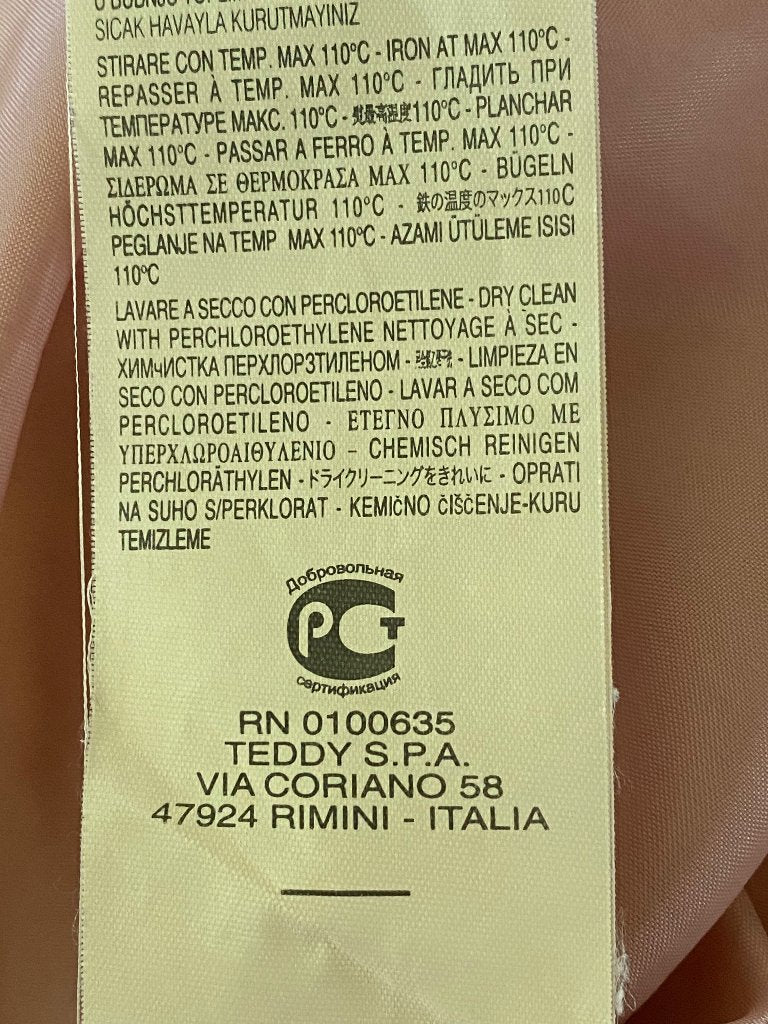 SICAK HAVAYLA KURUTMAYINIZ
STIRARE CON TEMP. MAX 110°C - IRON AT MAX 110°C -
REPASSER À TEMP. MAX 110°C - ГЛАДИТЬ ПРИ
ТЕМПЕРАТУРЕ МАКС. 110°C - 熨最高温度110°C - PLANCHAR
MAX 110°C - PASSAR A FERRO À TEMP. MAX 110°C -
ΣΙΔΕΡΩΜΑ ΣΕ ΘΕΡΜΟΚΡΑΣΑ MAX 110°C - BÜGELN
HÖCHSTTEMPERATUR 110°C - 鉄の温度のマックス110C
PEGLANJE NA TEMP MAX 110°C - AZAMI ÜTÜLEME ISISI
110°C
LAVARE A SECCO CON PERCLOROETILENE - DRY CLEAN
WITH PERCHLOROETHYLENE NETTOYAGE À SEC -
ХИМчИСТКА ПЕРХЛОРЗТИЛЕНОМ - - LIMPIEZA EN
SECO CON PERCLOROETILENO - LAVAR A SECO COM
PERCLOROETILENO - ΕΤΕΓΝΟ ΠΛΥΣΙΜΟ ΜΕ
ΥΠΕΡΧΛΩΡΟΑΙΘΥΛΕΝΙΟ - CHEMISCH REINIGEN
PERCHLORÄTHYLEN - ドライクリーニングをきれいに - OPRATI
NA SUHO S/PERKLORAT - KEMIČNO ČIŠČENJE-KURU
TEMIZLEME
Добровольная
РСТ
сертификация
RN 0100635
TEDDY S.P.A.
VIA CORIANO 58
47924 RIMINI - ITALIA